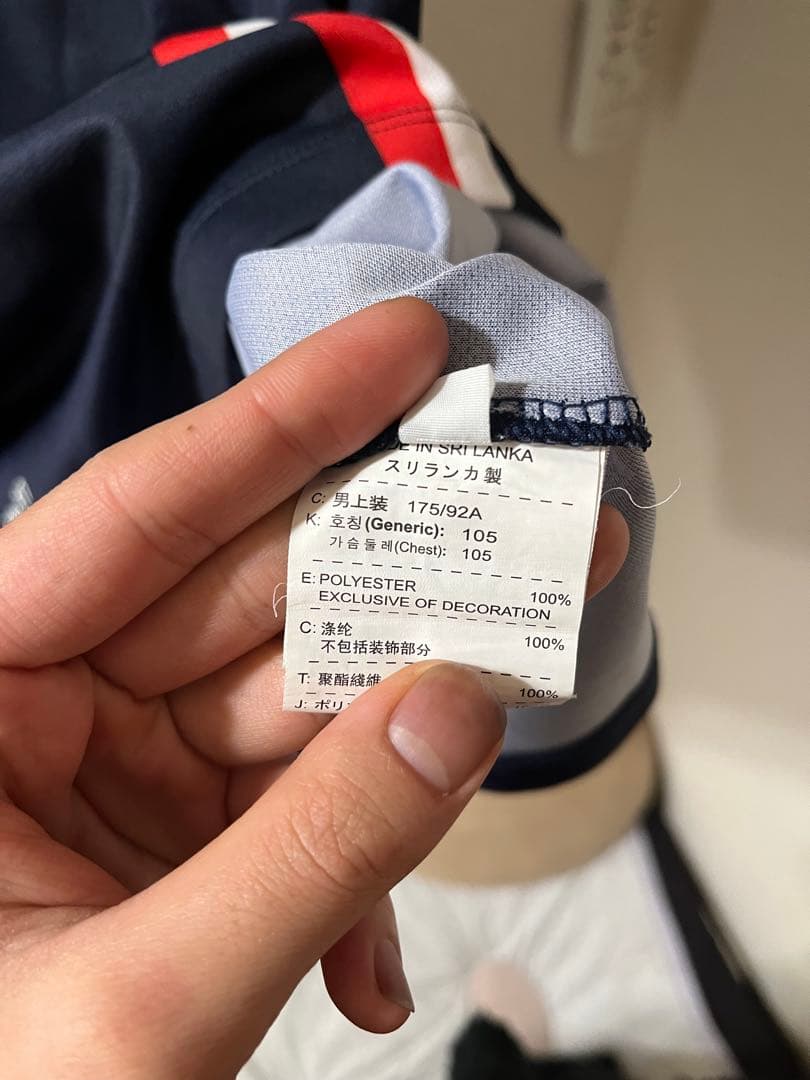 DE IN SRI LANKA
スリランカ製
C: 男上装 175/92A
K: 호칭(Generic): 105
가슴둘레(Chest): 105
E: POLYESTER 100%
EXCLUSIVE OF DECORATION
C: 涤纶 100%
不包括装饰部分
T: 聚酯纖維 100%
J: ポリ